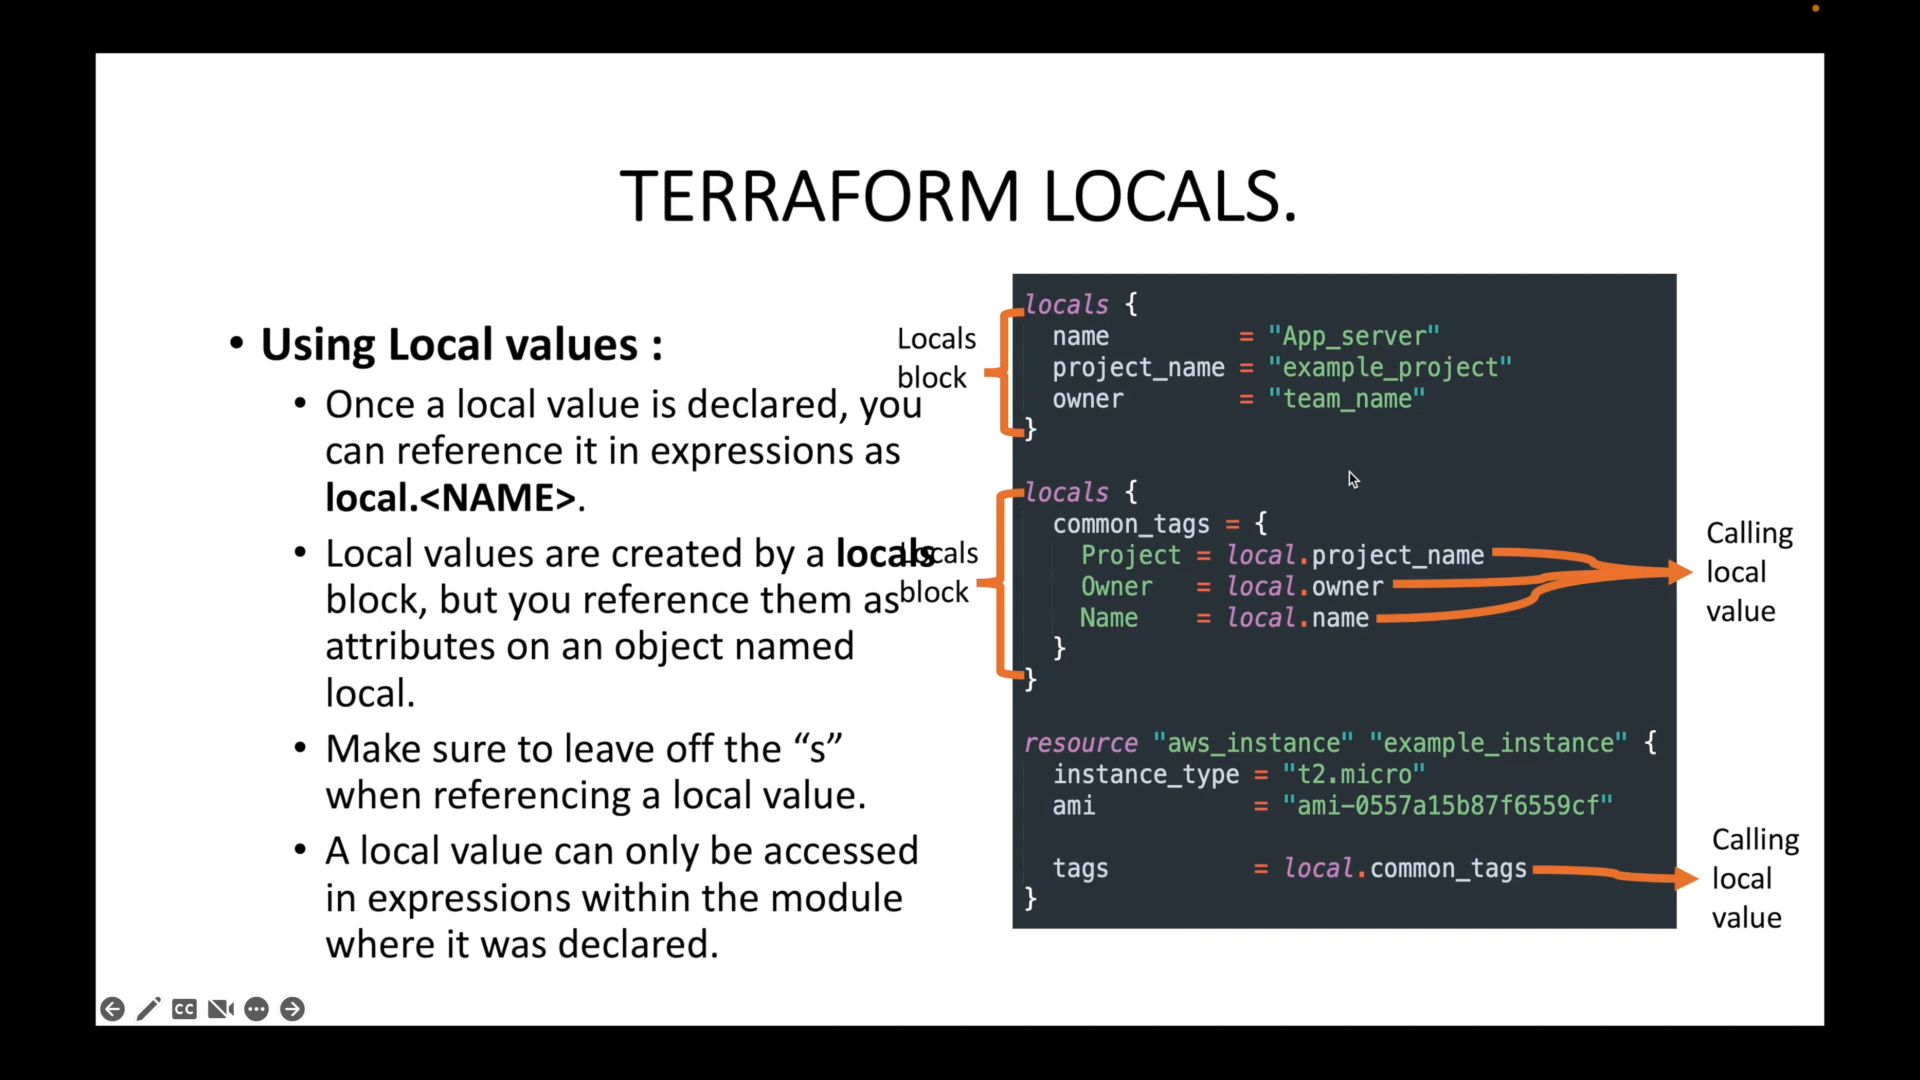 TERRAFORM LOCALS.
• Using Local values :
• Once a local value is declared, you
can reference it in expressions as
local.<NAME>.
• Local values are created by a locals
block, but you reference them as
attributes on an object named
local.
• Make sure to leave off the “s”
when referencing a local value.
• A local value can only be accessed
in expressions within the module
where it was declared.
Locals
block
Locals
block
locals {
  name         = "App_server"
  project_name = "example_project"
  owner        = "team_name"
}
locals {
  common_tags = {
    Project = local.project_name
    Owner   = local.owner
    Name    = local.name
  }
}
resource "aws_instance" "example_instance" {
  instance_type = "t2.micro"
  ami           = "ami-0557a15b87f6559cf"
  tags          = local.common_tags
}
Calling
local
value
Calling
local
value
CC